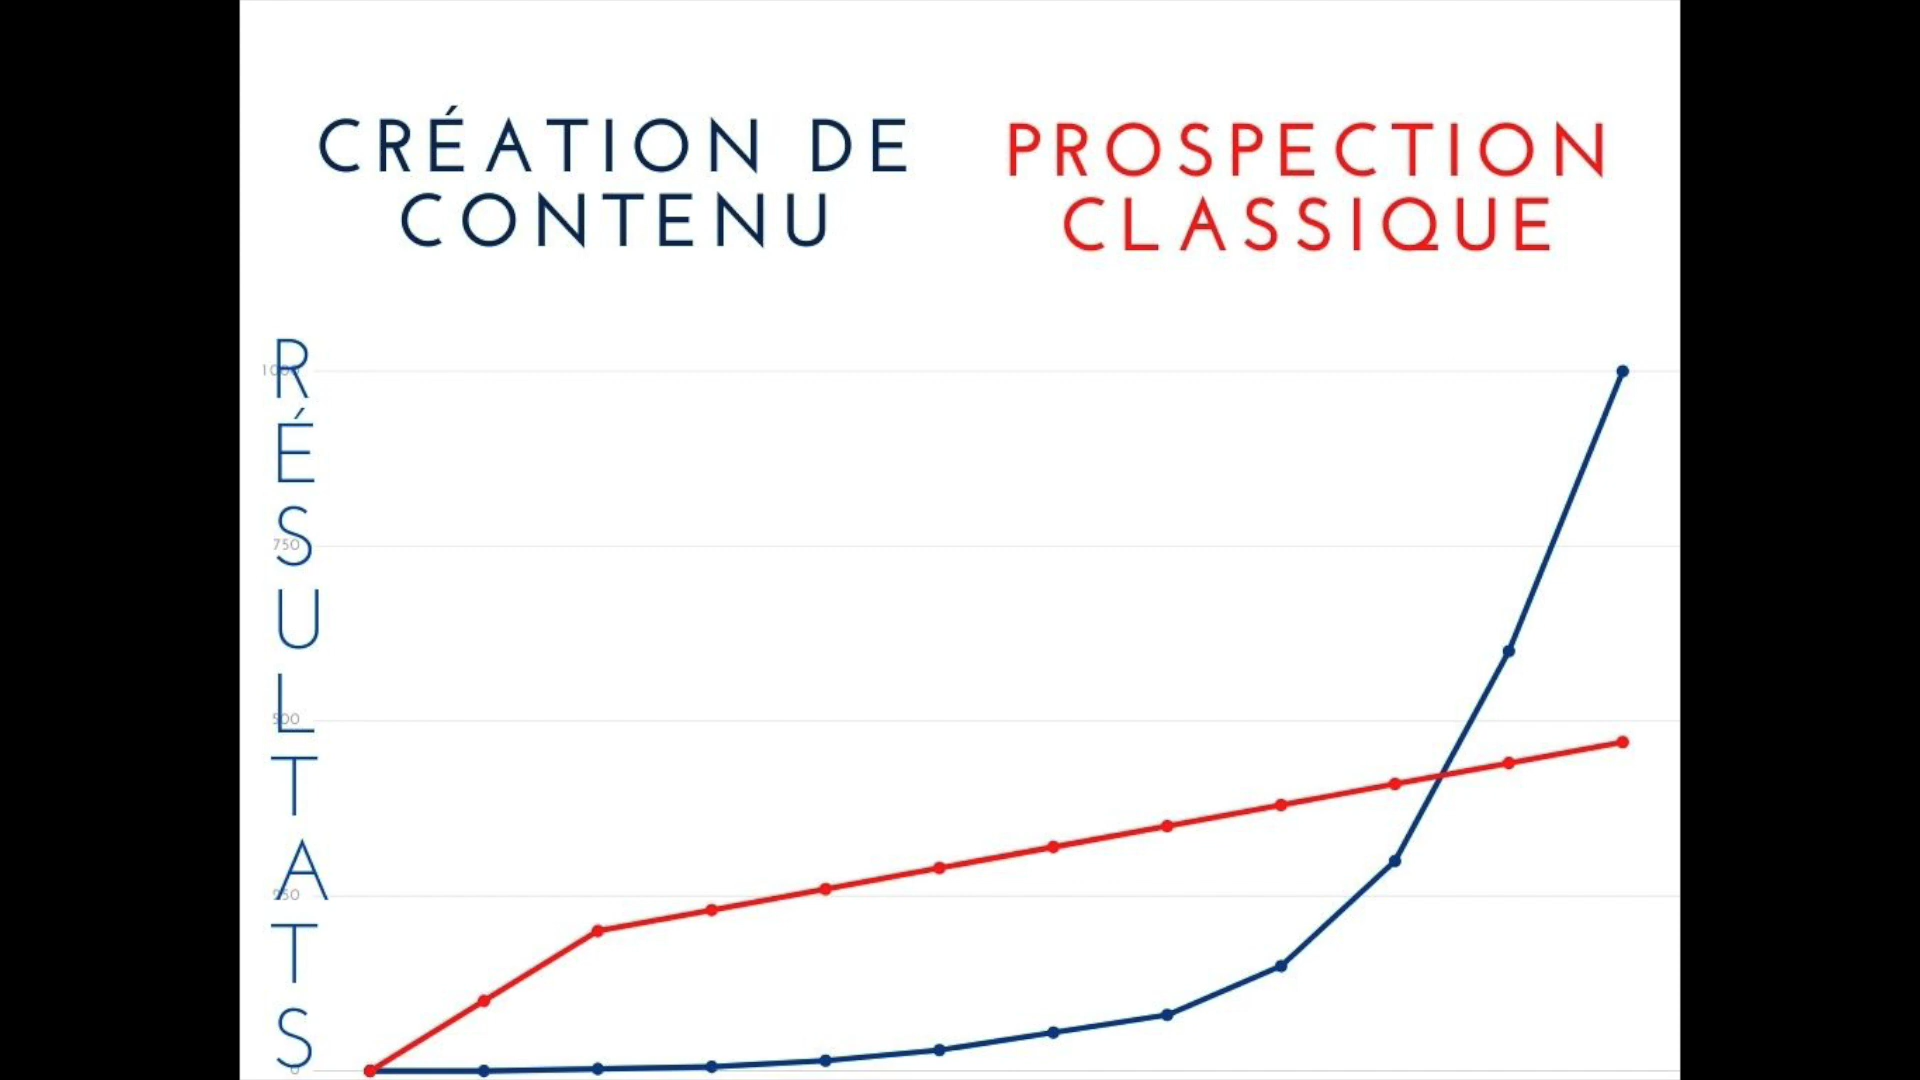 CRÉATION DE
CONTENU
PROSPECTION
CLASSIQUE
RÉSULTATS
750
500
0